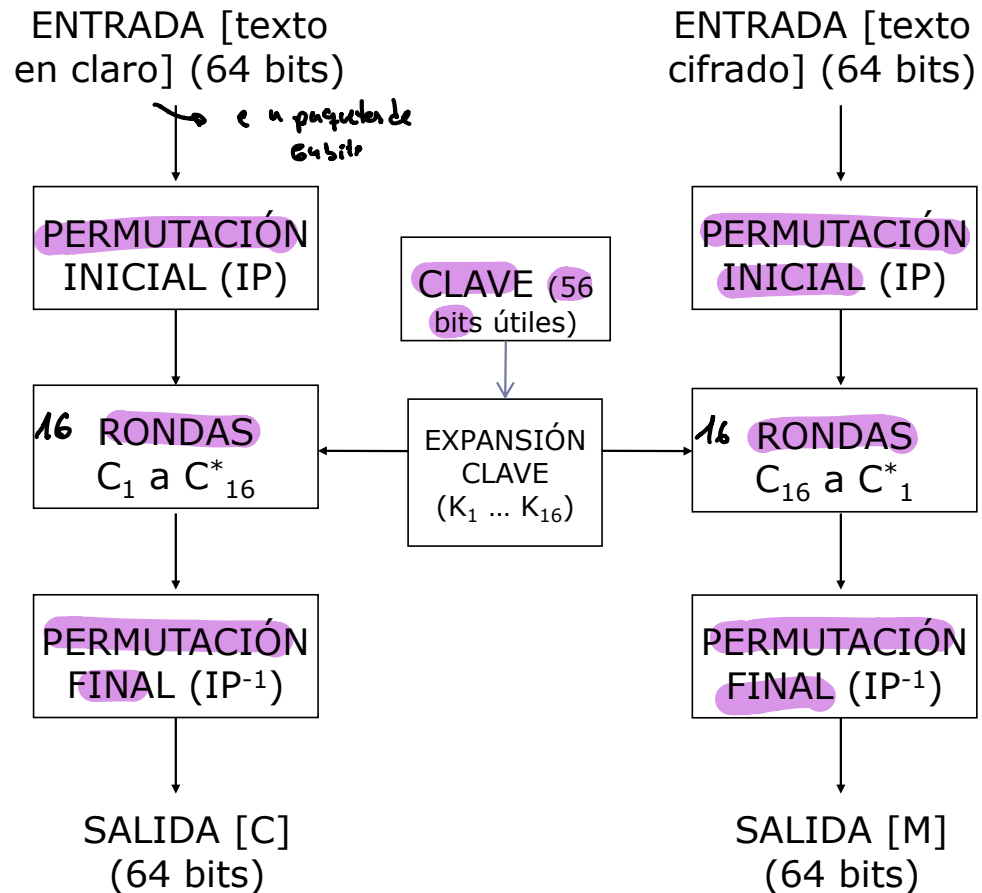 ENTRADA [texto
en claro] (64 bits)
en paquetes de
64 bits
PERMUTACIÓN
INICIAL (IP)
16 RONDAS
C₁ a C*₁₆
PERMUTACIÓN
FINAL (IP⁻¹)
SALIDA [C]
(64 bits)
CLAVE (56
bits útiles)
EXPANSIÓN
CLAVE
(K₁ ... K₁₆)
ENTRADA [texto
cifrado] (64 bits)
PERMUTACIÓN
INICIAL (IP)
16 RONDAS
C₁₆ a C*₁
PERMUTACIÓN
FINAL (IP⁻¹)
SALIDA [M]
(64 bits)